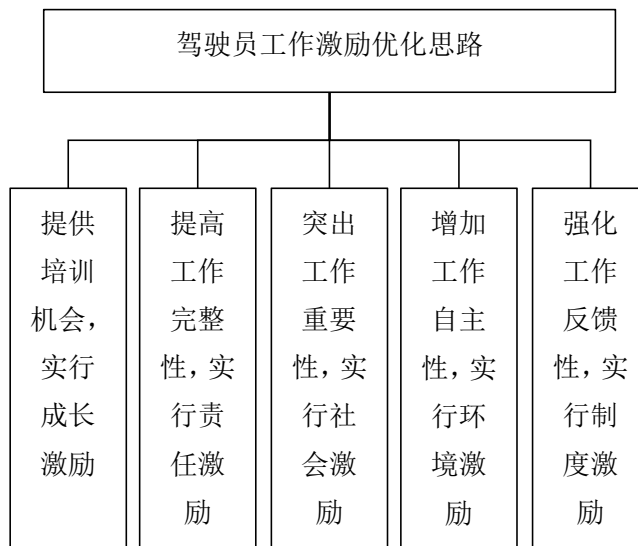 驾驶员工作激励优化思路
提供
培训
机会，
实行
成长
激励
提高
工作
完整
性，实
行责
任激
励
突出
工作
重要
性，实
行社
会激
励
增加
工作
自主
性，实
行环
境激
励
强化
工作
反馈
性，实
行制
度激
励